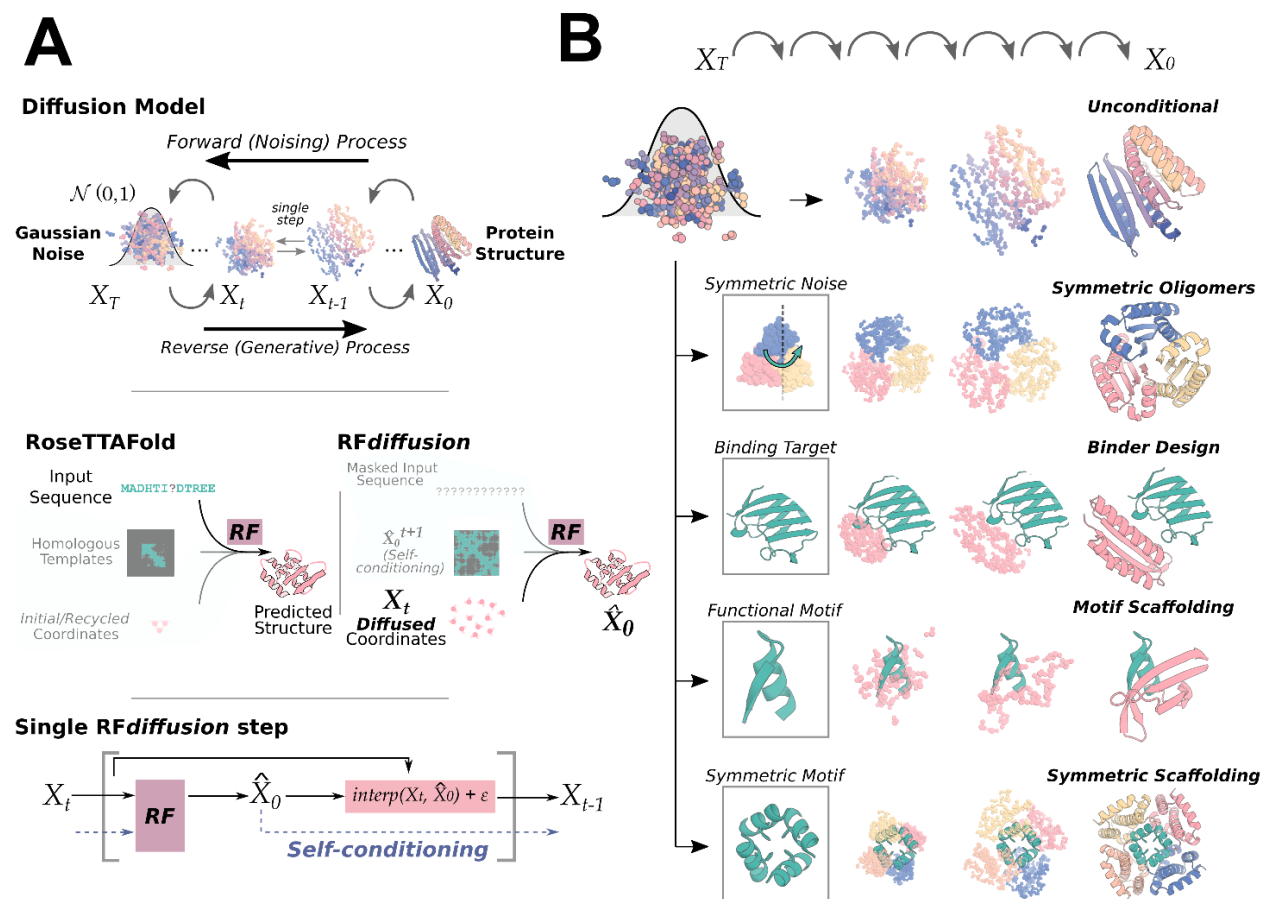 A
Diffusion Model
Forward (Noising) Process
𝒩 (0,1)
single
step
Gaussian
Noise
...
...
Protein
Structure
X_T
X_t
X_{t-1}
X_0
Reverse (Generative) Process
RoseTTAFold
Input
Sequence
MADHTI?DTREE
RF
Homologous
Templates
Initial/Recycled
Coordinates
Predicted
Structure
RFdiffusion
Masked Input
Sequence
????????????
RF
X̂_0^{t+1}
(Self-
conditioning)
X_t
Diffused
Coordinates
X̂_0
Single RFdiffusion step
X_t
RF
X̂_0
interp(X_t, X̂_0) + ε
X_{t-1}
Self-conditioning
B
X_T
X_0
Unconditional
Symmetric Noise
Symmetric Oligomers
Binding Target
Binder Design
Functional Motif
Motif Scaffolding
Symmetric Motif
Symmetric Scaffolding